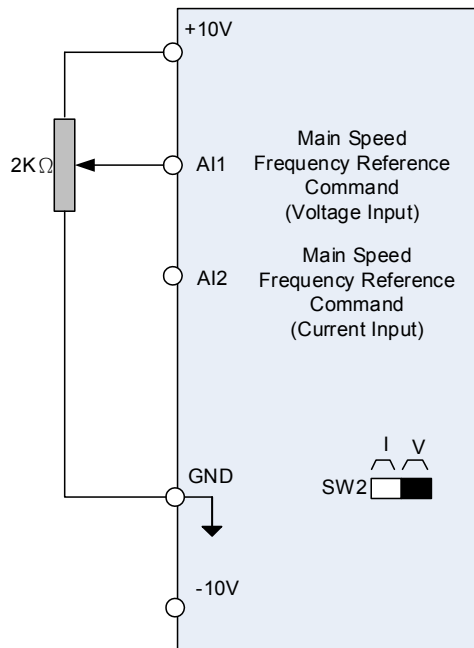 +10V
2KΩ
AI1
Main Speed
Frequency Reference
Command
(Voltage Input)
AI2
Main Speed
Frequency Reference
Command
(Current Input)
I V
GND
SW2
-10V